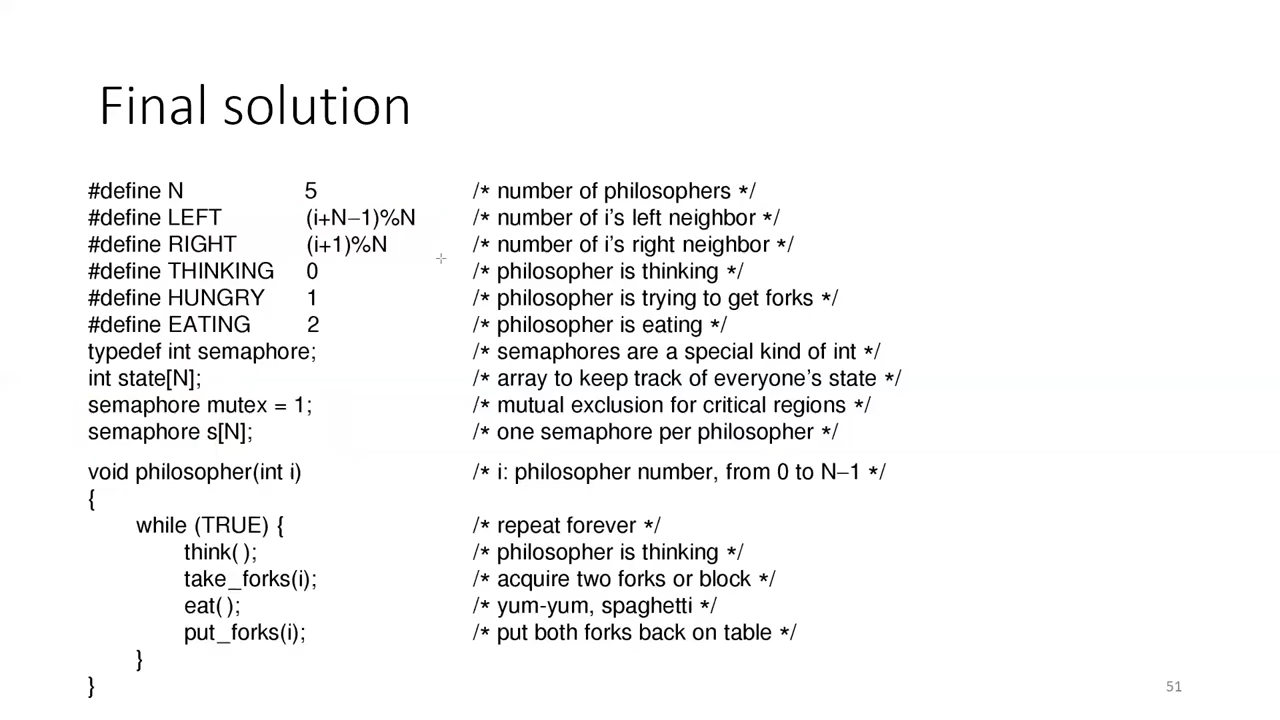 Final solution
#define N 5 /* number of philosophers */
#define LEFT (i+N−1)%N /* number of i’s left neighbor */
#define RIGHT (i+1)%N /* number of i’s right neighbor */
#define THINKING 0 /* philosopher is thinking */
#define HUNGRY 1 /* philosopher is trying to get forks */
#define EATING 2 /* philosopher is eating */
typedef int semaphore; /* semaphores are a special kind of int */
int state[N]; /* array to keep track of everyone’s state */
semaphore mutex = 1; /* mutual exclusion for critical regions */
semaphore s[N]; /* one semaphore per philosopher */
void philosopher(int i) /* i: philosopher number, from 0 to N−1 */
{
while (TRUE) { /* repeat forever */
think( ); /* philosopher is thinking */
take_forks(i); /* acquire two forks or block */
eat( ); /* yum-yum, spaghetti */
put_forks(i); /* put both forks back on table */
}
}
51